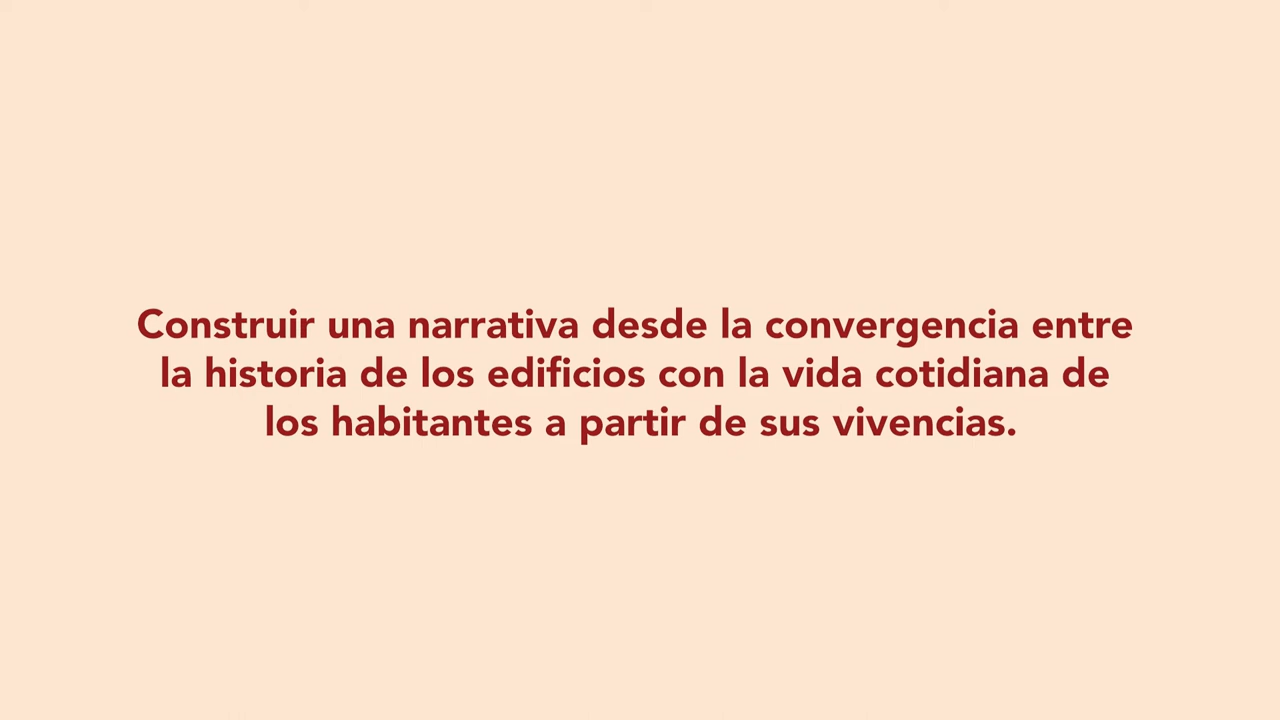 Construir una narrativa desde la convergencia entre
la historia de los edificios con la vida cotidiana de
los habitantes a partir de sus vivencias.